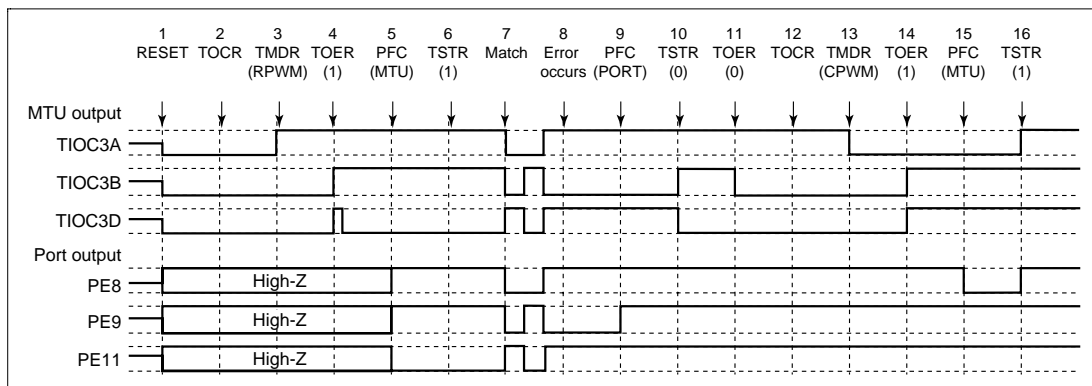 1 2 3 4 5 6 7 8 9 10 11 12 13 14 15 16
RESET TOCR TMDR TOER PFC TSTR Match Error PFC TSTR TOER TOCR TMDR TOER PFC TSTR
(RPWM) (1) (MTU) (1) occurs (PORT) (0) (0) (CPWM) (1) (MTU) (1)
MTU output
TIOC3A
TIOC3B
TIOC3D
Port output
PE8 High-Z
PE9 High-Z
PE11 High-Z